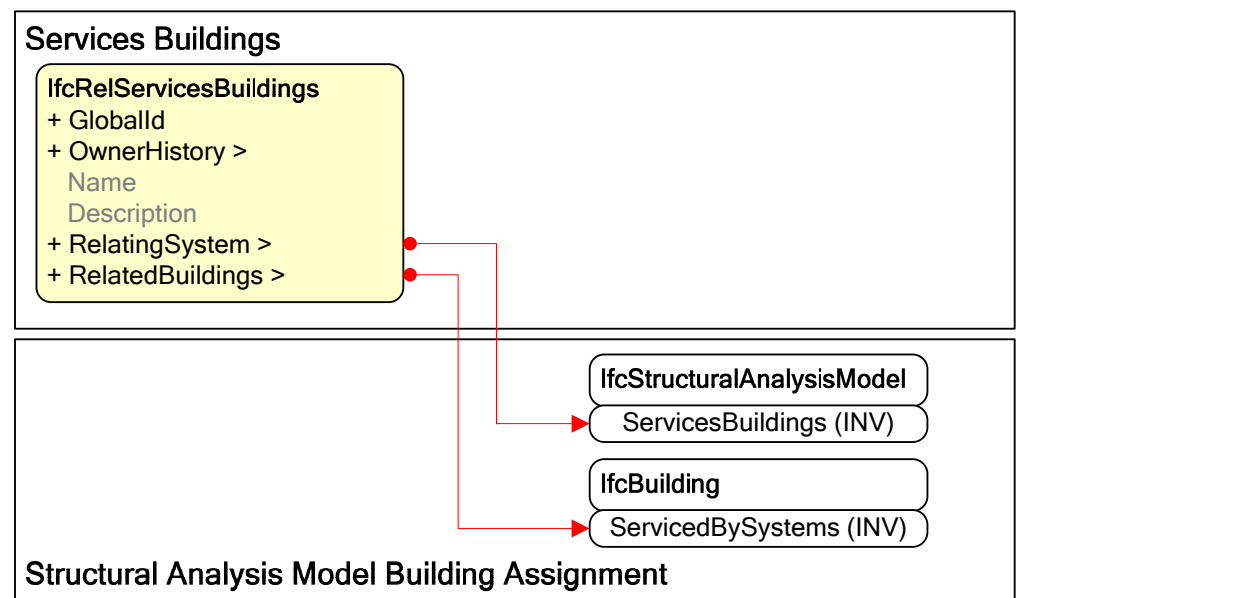 Services Buildings
IfcRelServicesBuildings
+ GlobalId
+ OwnerHistory >
Name
Description
+ RelatingSystem >
+ RelatedBuildings >
IfcStructuralAnalysisModel
ServicesBuildings (INV)
IfcBuilding
ServicedBySystems (INV)
Structural Analysis Model Building Assignment